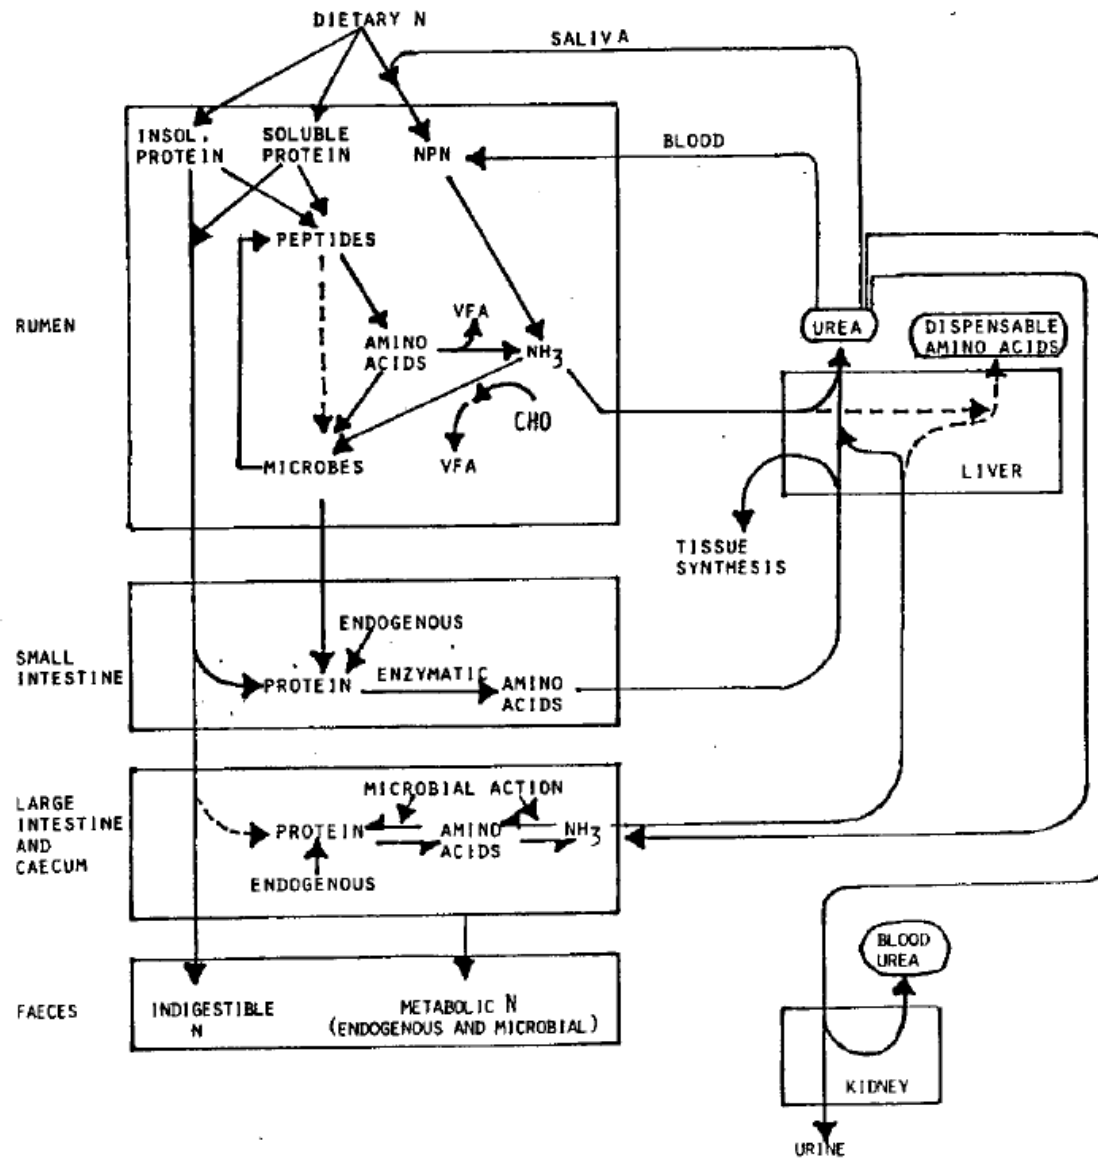 DIETARY N
SALIVA
INSOL.
PROTEIN
SOLUBLE
PROTEIN
NPN
BLOOD
PEPTIDES
RUMEN
VFA
AMINO
ACIDS
NH3
CHO
MICROBES
VFA
UREA
DISPENSABLE
AMINO ACIDS
LIVER
TISSUE
SYNTHESIS
SMALL
INTESTINE
ENDOGENOUS
PROTEIN
ENZYMATIC
AMINO
ACIDS
LARGE
INTESTINE
AND
CAECUM
MICROBIAL ACTION
PROTEIN
AMINO
ACIDS
NH3
ENDOGENOUS
FAECES
INDIGESTIBLE
N
METABOLIC N
(ENDOGENOUS AND MICROBIAL)
BLOOD
UREA
KIDNEY
URINE